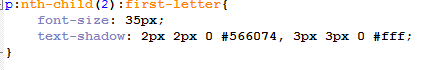 p:nth-child(2):first-letter{
    font-size: 35px;
    text-shadow: 2px 2px 0 #566074, 3px 3px 0 #fff;
}